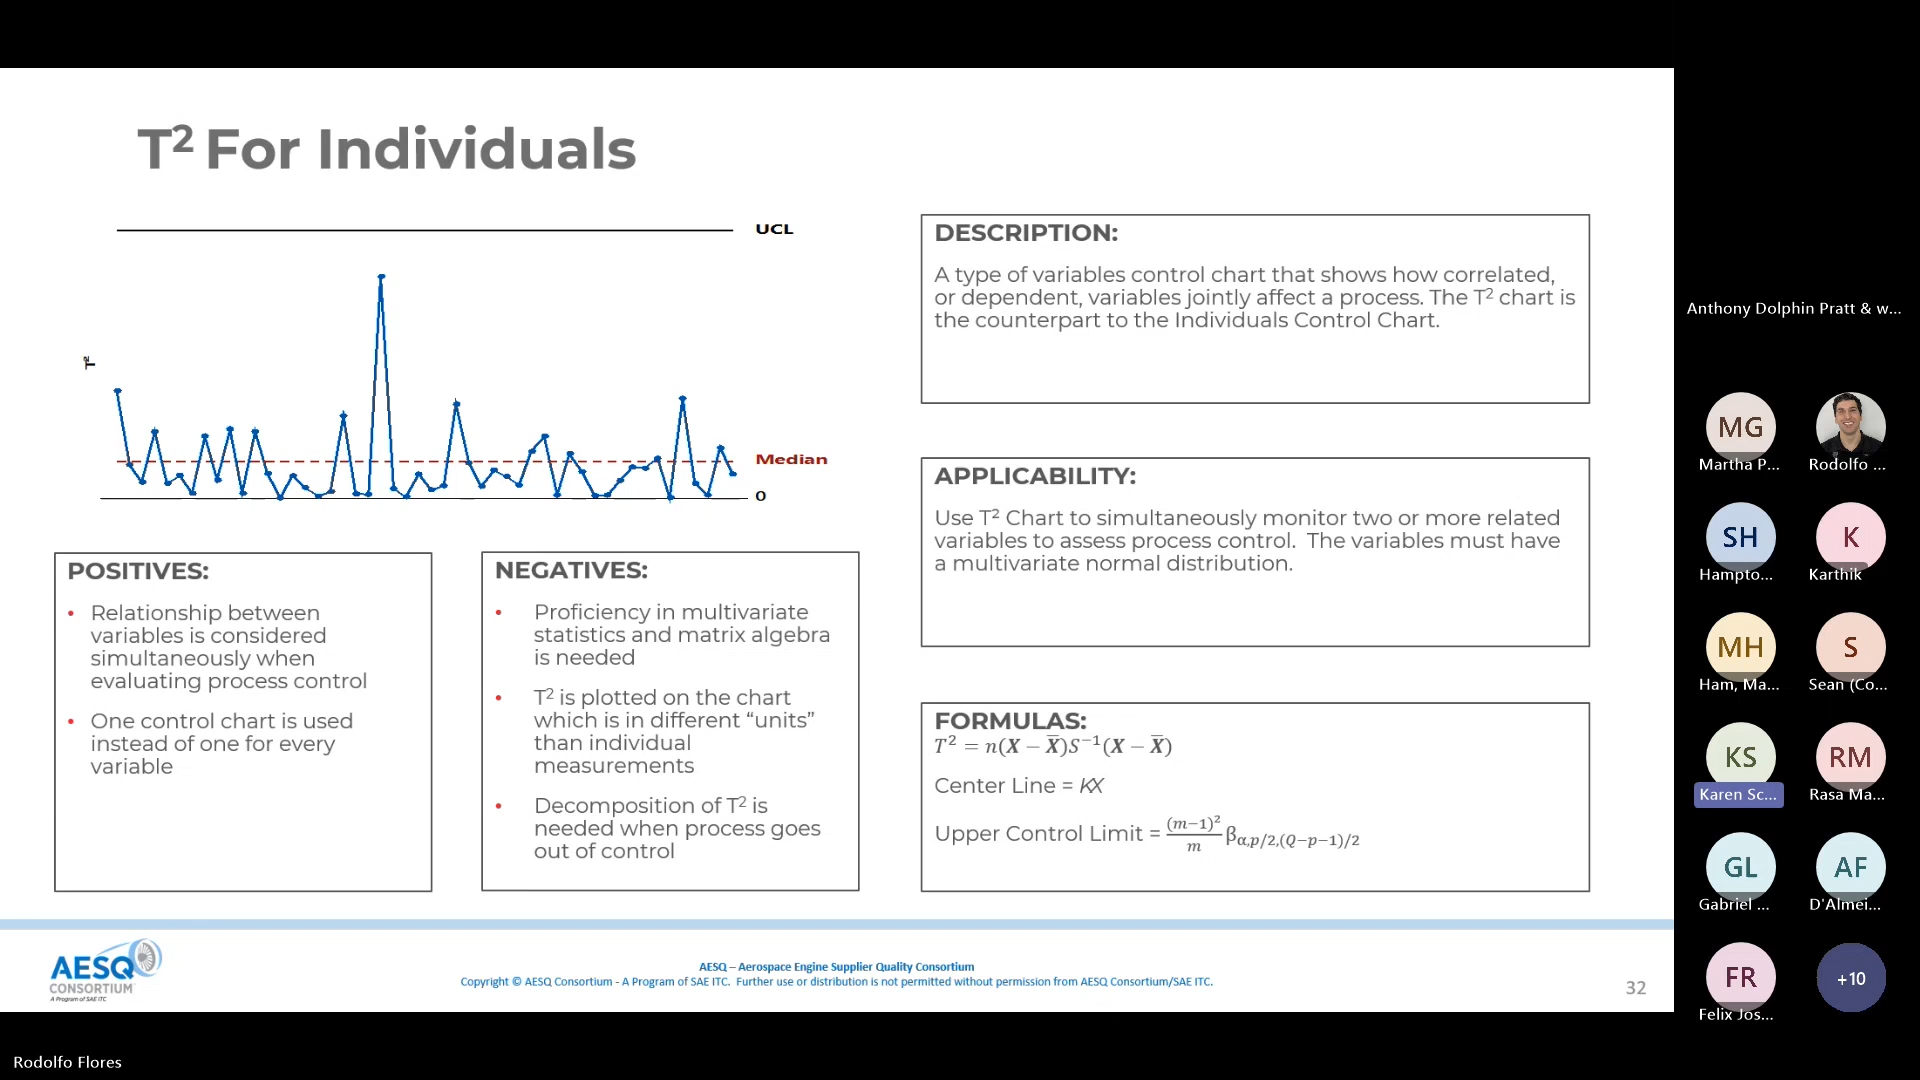 T² For Individuals
UCL
T²
Median
0
DESCRIPTION:
A type of variables control chart that shows how correlated,
or dependent, variables jointly affect a process. The T² chart is
the counterpart to the Individuals Control Chart.
APPLICABILITY:
Use T² Chart to simultaneously monitor two or more related
variables to assess process control.  The variables must have
a multivariate normal distribution.
POSITIVES:
• Relationship between
variables is considered
simultaneously when
evaluating process control
• One control chart is used
instead of one for every
variable
NEGATIVES:
• Proficiency in multivariate
statistics and matrix algebra
is needed
• T² is plotted on the chart
which is in different “units”
than individual
measurements
• Decomposition of T² is
needed when process goes
out of control
FORMULAS:
T² = n(X − X̅)S⁻¹(X − X̅)
Center Line = KX
Upper Control Limit = (m−1)²/m β α,p/2,(Q−p−1)/2
AESQ
CONSORTIUM
A Program of SAE ITC
AESQ – Aerospace Engine Supplier Quality Consortium
Copyright © AESQ Consortium - A Program of SAE ITC.  Further use or distribution is not permitted without permission from AESQ Consortium/SAE ITC.
32
Anthony Dolphin Pratt & w...
MG
Martha P...
Rodolfo ...
SH
Hampto...
K
Karthik
MH
Ham, Ma...
S
Sean (Co...
KS
Karen Sc...
RM
Rasa Ma...
GL
Gabriel ...
AF
D'Almei...
FR
Felix Jos...
+10
Rodolfo Flores